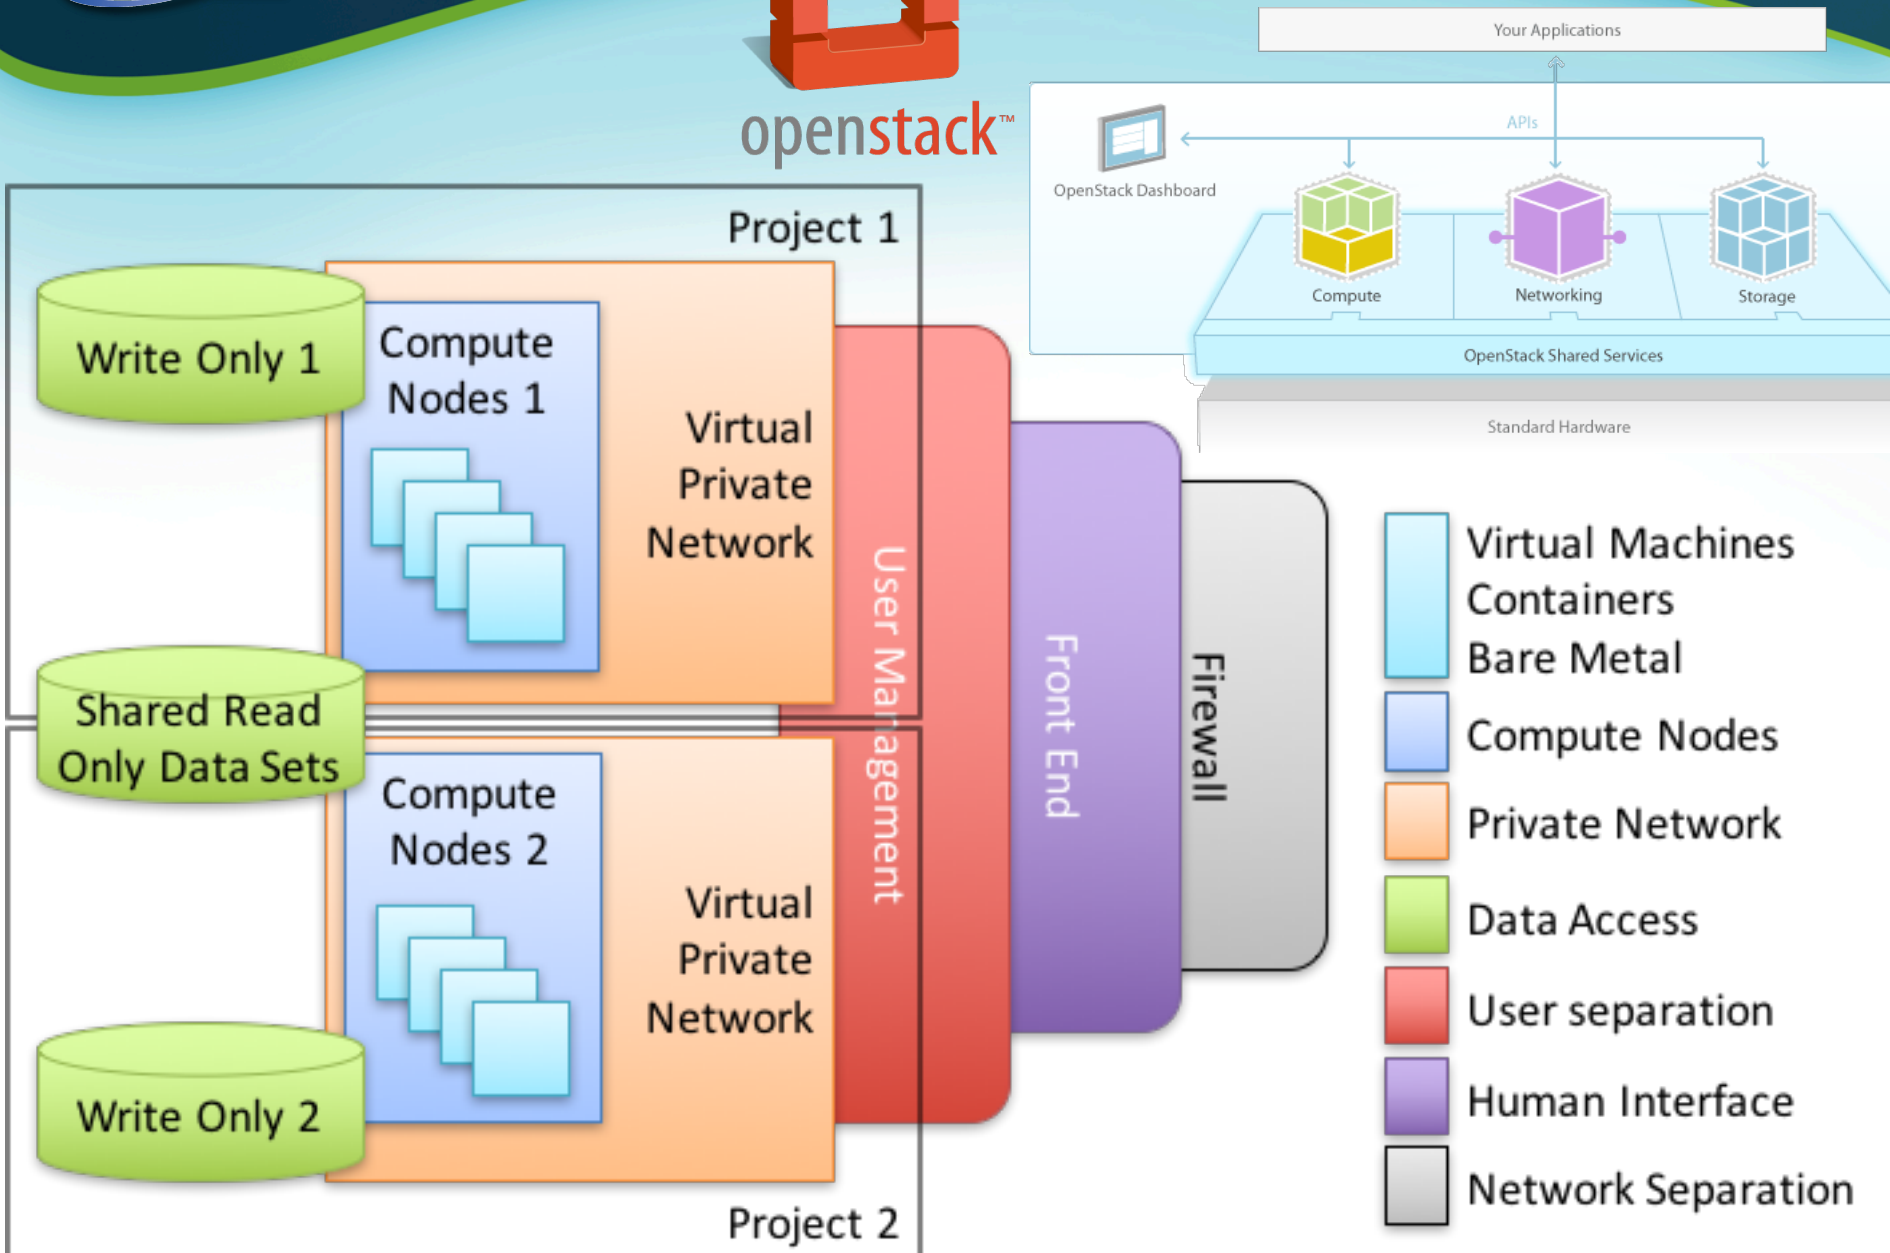 openstack™
Your Applications
APIs
OpenStack Dashboard
Compute
Networking
Storage
OpenStack Shared Services
Standard Hardware
Project 1
Write Only 1
Compute
Nodes 1
Virtual
Private
Network
Shared Read
Only Data Sets
Compute
Nodes 2
Virtual
Private
Network
Write Only 2
Project 2
User Management
Front End
Firewall
Virtual Machines
Containers
Bare Metal
Compute Nodes
Private Network
Data Access
User separation
Human Interface
Network Separation